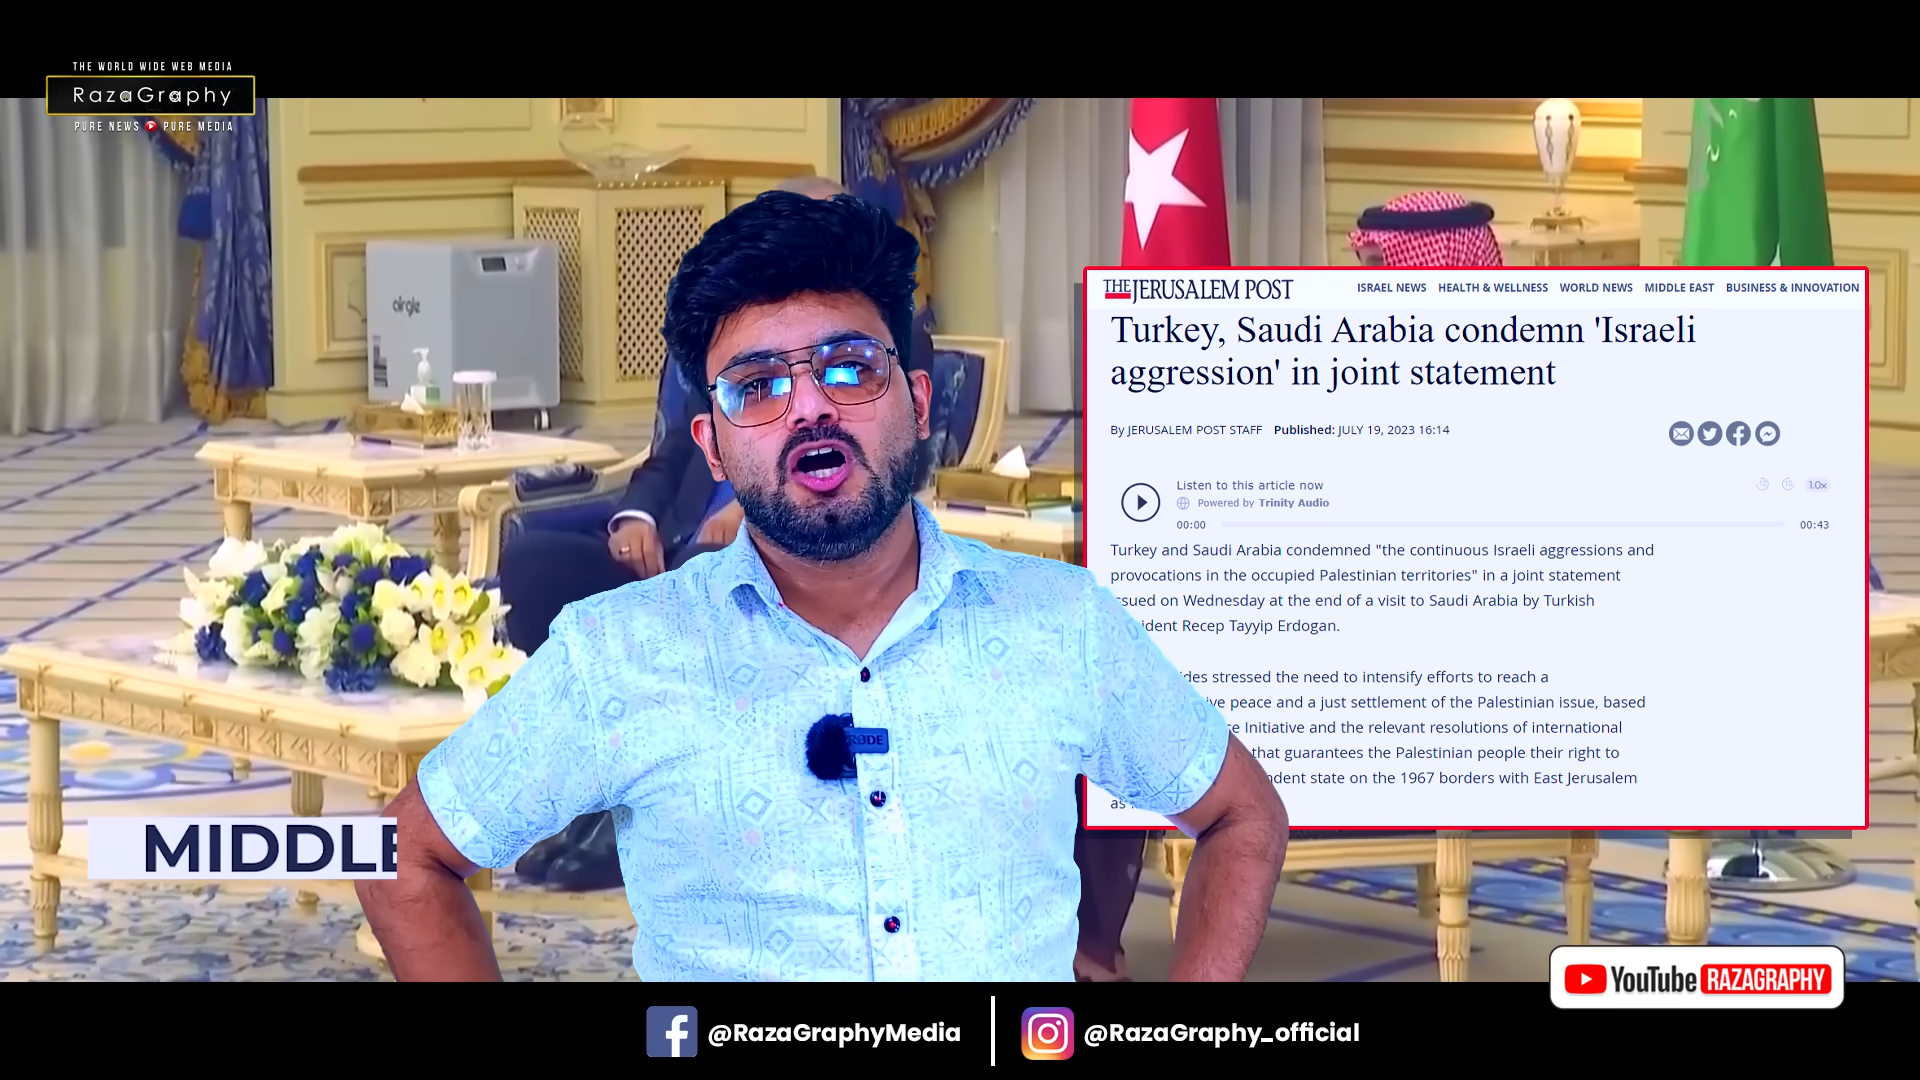 THE WORLD WIDE WEB MEDIA
RazaGraphy
PURE NEWS PURE MEDIA
airgle
THE JERUSALEM POST
ISRAEL NEWS HEALTH & WELLNESS WORLD NEWS MIDDLE EAST BUSINESS & INNOVATION
Turkey, Saudi Arabia condemn 'Israeli
aggression' in joint statement
By JERUSALEM POST STAFF Published: JULY 19, 2023 16:14
Listen to this article now
1.0x
Powered by Trinity Audio
00:00 00:43
Turkey and Saudi Arabia condemned "the continuous Israeli aggressions and
provocations in the occupied Palestinian territories" in a joint statement
on Wednesday at the end of a visit to Saudi Arabia by Turkish
Recep Tayyip Erdogan.
stressed the need to intensify efforts to reach a
peace and a just settlement of the Palestinian issue, based
Initiative and the relevant resolutions of international
that guarantees the Palestinian people their right to
state on the 1967 borders with East Jerusalem
as
RØDE
MIDDLE
YouTube RAZAGRAPHY
@RazaGraphyMedia
@RazaGraphy_official